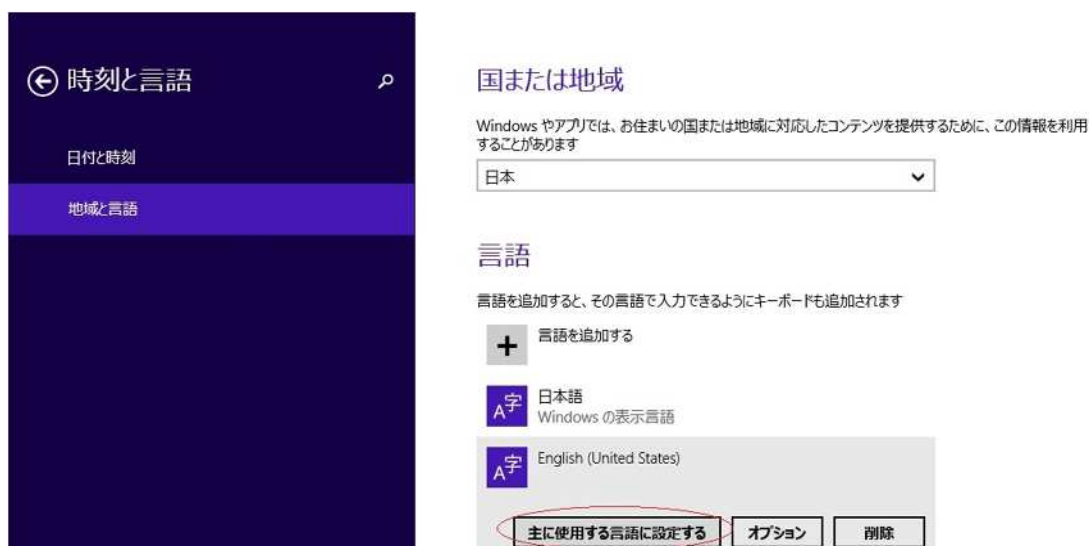 時刻と言語
日付と時刻
地域と言語
国または地域
Windows やアプリでは、お住まいの国または地域に対応したコンテンツを提供するために、この情報を利用
することがあります
日本
言語
言語を追加すると、その言語で入力できるようにキーボードも追加されます
言語を追加する
A字 日本語
Windows の表示言語
A字 English (United States)
主に使用する言語に設定する オプション 削除